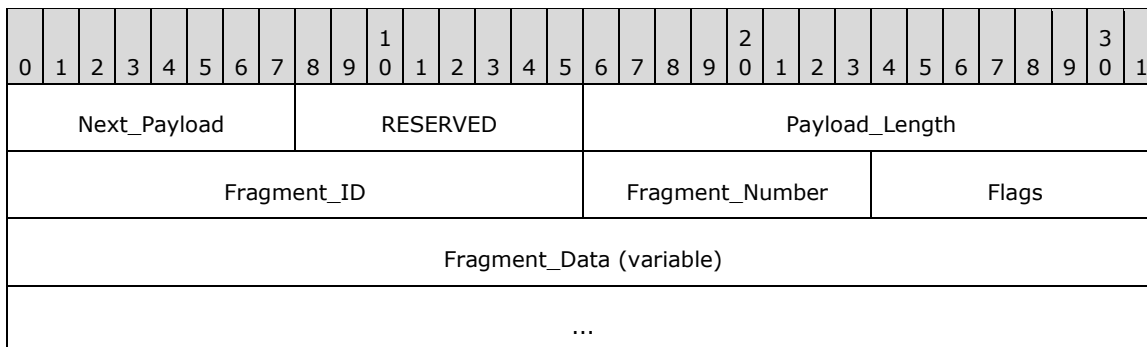 1 2 3
0 1 2 3 4 5 6 7 8 9 0 1 2 3 4 5 6 7 8 9 0 1 2 3 4 5 6 7 8 9 0 1
Next_Payload RESERVED Payload_Length
Fragment_ID Fragment_Number Flags
Fragment_Data (variable)
...